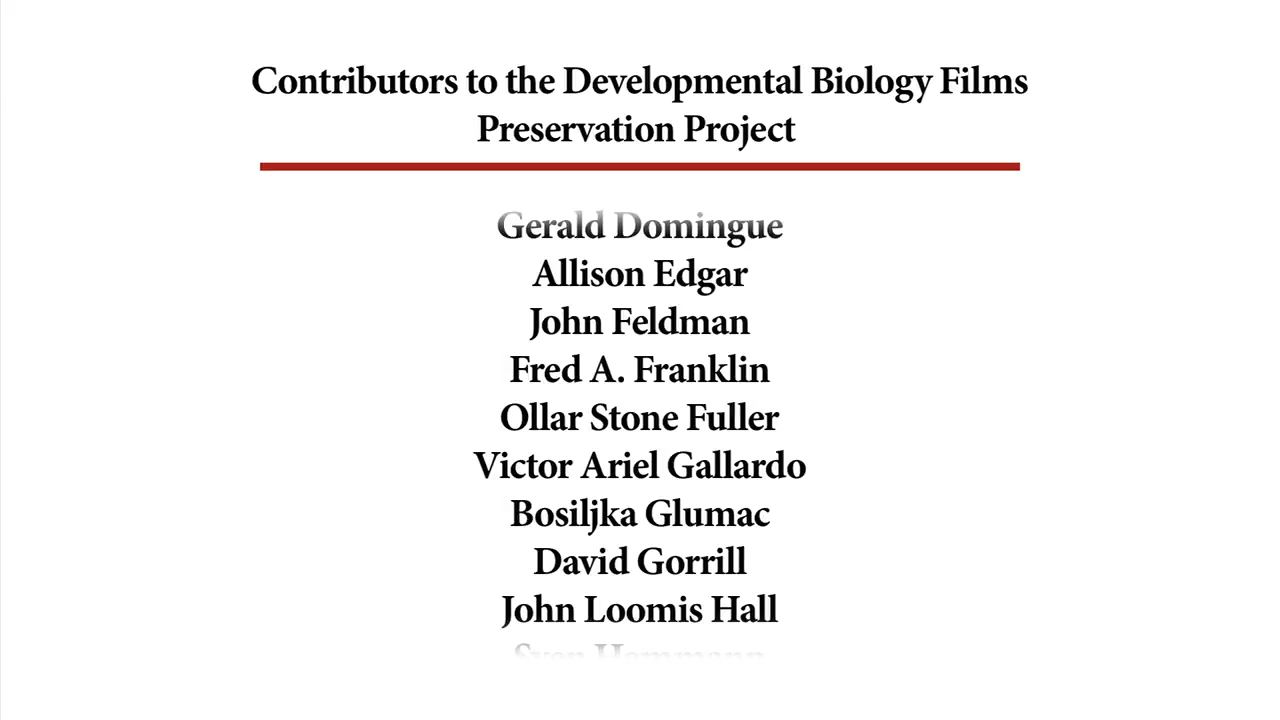 Contributors to the Developmental Biology Films
Preservation Project
Gerald Domingue
Allison Edgar
John Feldman
Fred A. Franklin
Ollar Stone Fuller
Victor Ariel Gallardo
Bosiljka Glumac
David Gorrill
John Loomis Hall